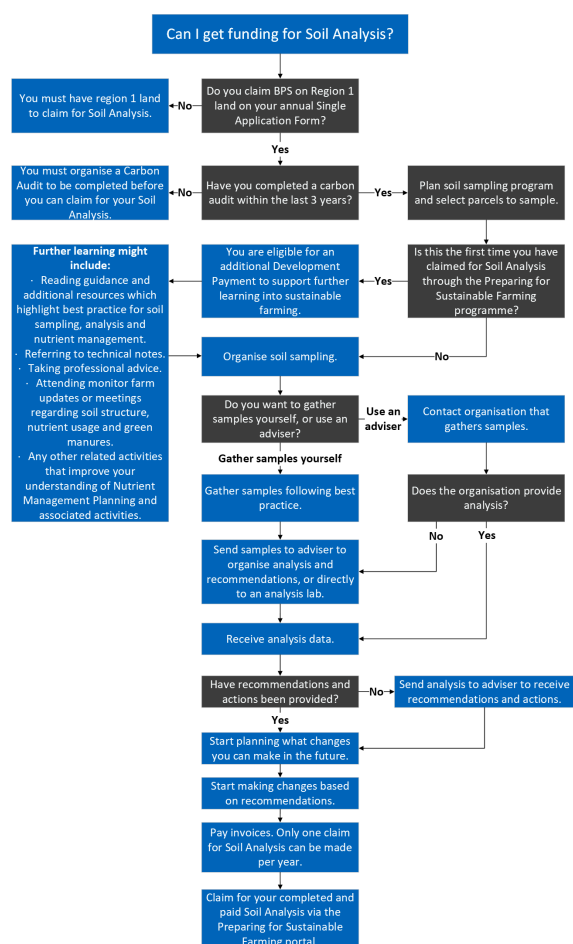 Can I get funding for Soil Analysis?
Do you claim BPS on Region 1
land on your annual Single
Application Form?
No
You must have region 1 land
to claim for Soil Analysis.
Yes
Have you completed a carbon
audit within the last 3 years?
No
You must organise a Carbon
Audit to be completed before
you can claim for your Soil
Analysis.
Yes
Plan soil sampling program
and select parcels to sample.
Is this the first time you have
claimed for Soil Analysis
through the Preparing for
Sustainable Farming
programme?
Yes
You are eligible for an
additional Development
Payment to support further
learning into sustainable
farming.
Further learning might
include:
· Reading guidance and
additional resources which
highlight best practice for soil
sampling, analysis and
nutrient management.
· Referring to technical notes.
· Taking professional advice.
· Attending monitor farm
updates or meetings
regarding soil structure,
nutrient usage and green
manures.
· Any other related activities
that improve your
understanding of Nutrient
Management Planning and
associated activities.
No
Organise soil sampling.
Do you want to gather
samples yourself, or use an
adviser?
Use an
adviser
Contact organisation that
gathers samples.
Does the organisation provide
analysis?
No
Yes
Gather samples yourself
Gather samples following best
practice.
Send samples to adviser to
organise analysis and
recommendations, or directly
to an analysis lab.
Receive analysis data.
Have recommendations and
actions been provided?
No
Send analysis to adviser to receive
recommendations and actions.
Yes
Start planning what changes
you can make in the future.
Start making changes based
on recommendations.
Pay invoices. Only one claim
for Soil Analysis can be made
per year.
Claim for your completed and
paid Soil Analysis via the
Preparing for Sustainable
Farming portal